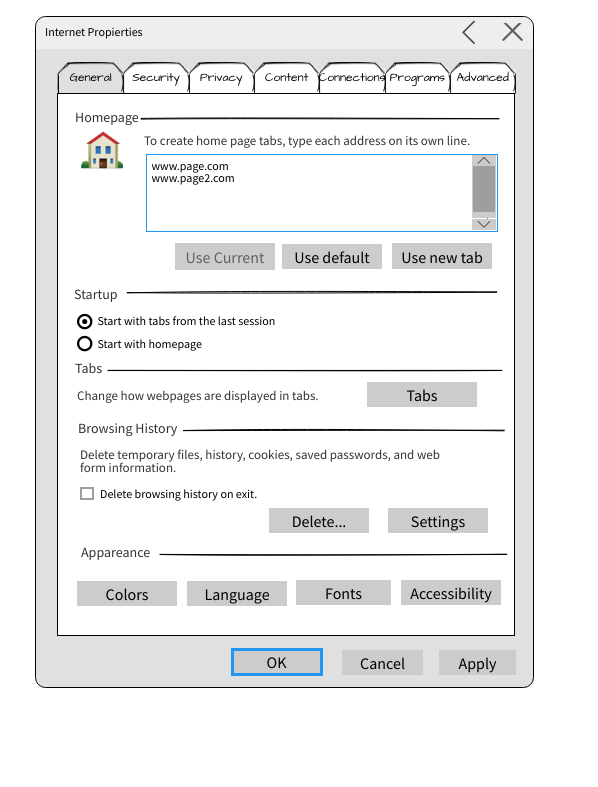 Internet Propierties
General Security Privacy Content Connections Programs Advanced
Homepage
To create home page tabs, type each address on its own line.
www.page.com
www.page2.com
Use Current Use default Use new tab
Startup
Start with tabs from the last session
Start with homepage
Tabs
Change how webpages are displayed in tabs.
Tabs
Browsing History
Delete temporary files, history, cookies, saved passwords, and web
form information.
Delete browsing history on exit.
Delete... Settings
Appareance
Colors Language Fonts Accessibility
OK Cancel Apply